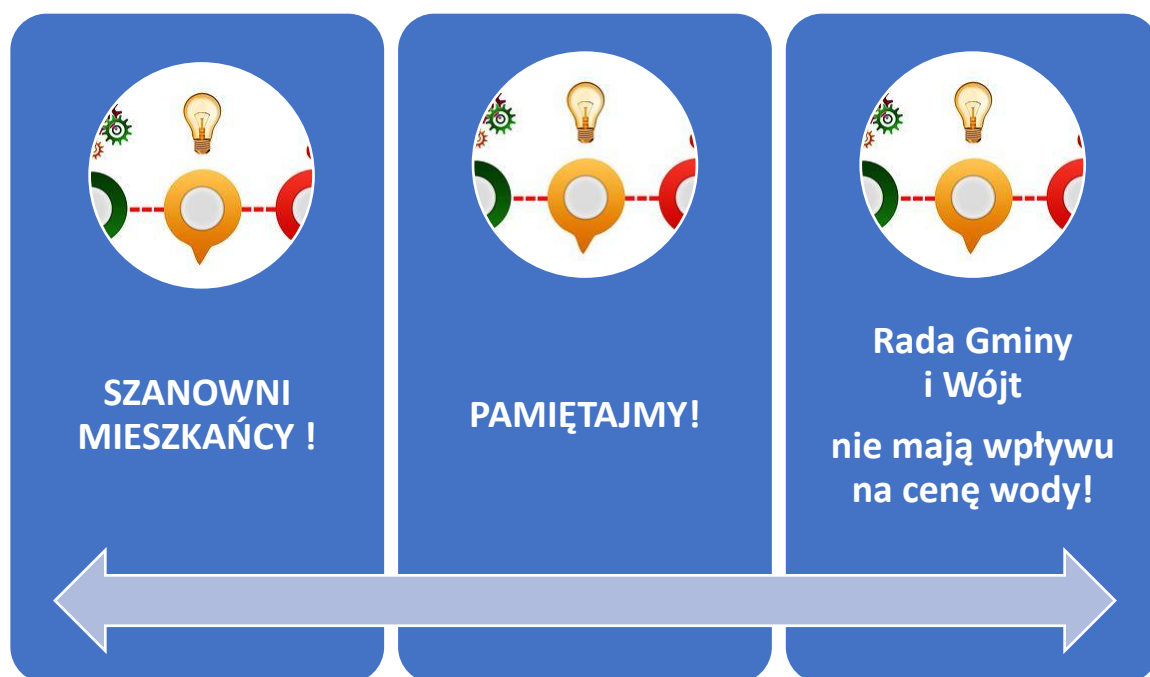 SZANOWNI
MIESZKAŃCY !
PAMIĘTAJMY!
Rada Gminy
i Wójt
nie mają wpływu
na cenę wody!